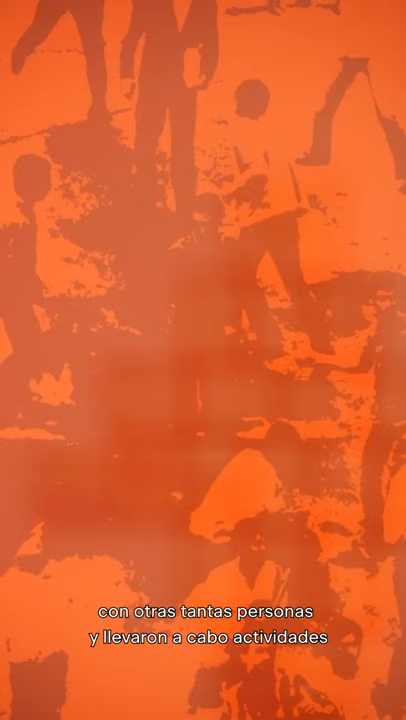 con otras tantas personas
y llevaron a cabo actividades